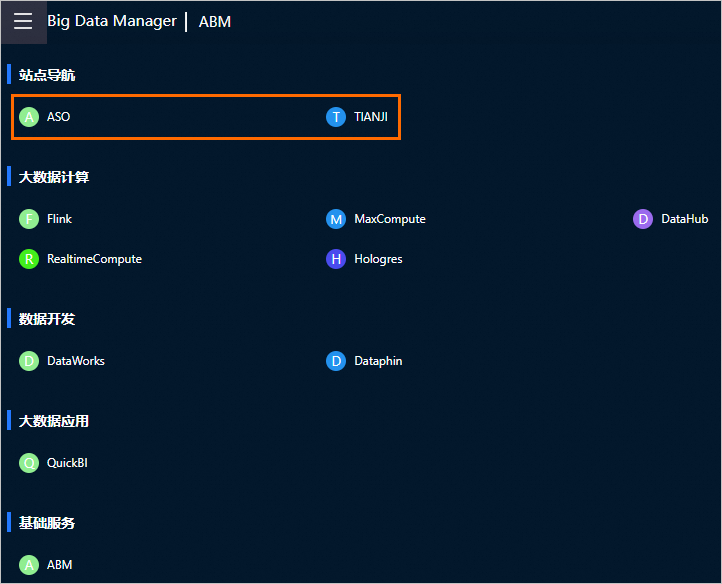 Big Data Manager | ABM
站点导航
A ASO T TIANJI
大数据计算
F Flink M MaxCompute D DataHub
R RealtimeCompute H Hologres
数据开发
D DataWorks D Dataphin
大数据应用
Q QuickBI
基础服务
A ABM